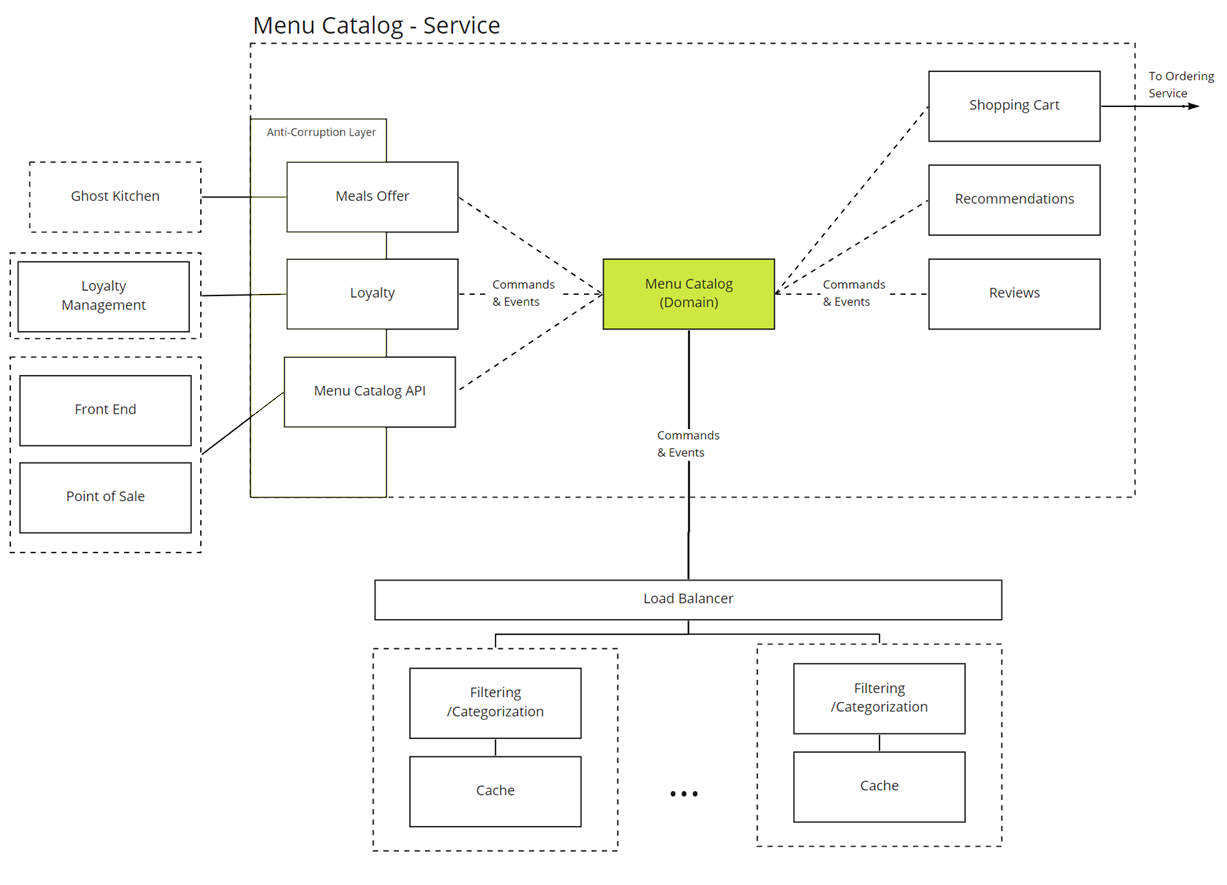 Menu Catalog - Service
To Ordering
Service
Shopping Cart
Anti-Corruption Layer
Ghost Kitchen
Meals Offer
Recommendations
Loyalty
Management
Loyalty
Commands
& Events
Menu Catalog
(Domain)
Commands
& Events
Reviews
Front End
Menu Catalog API
Point of Sale
Commands
& Events
Load Balancer
Filtering
/Categorization
Cache
...
Filtering
/Categorization
Cache